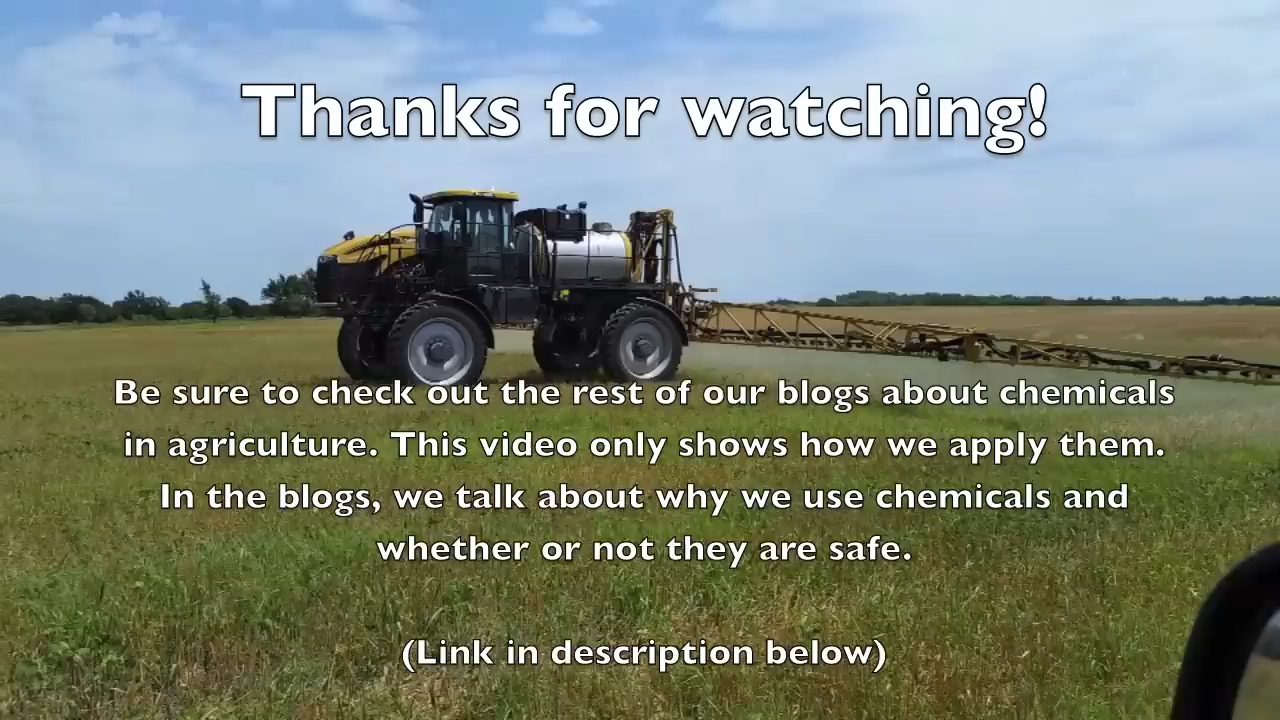 Thanks for watching!
Be sure to check out the rest of our blogs about chemicals
in agriculture. This video only shows how we apply them.
In the blogs, we talk about why we use chemicals and
whether or not they are safe.
(Link in description below)